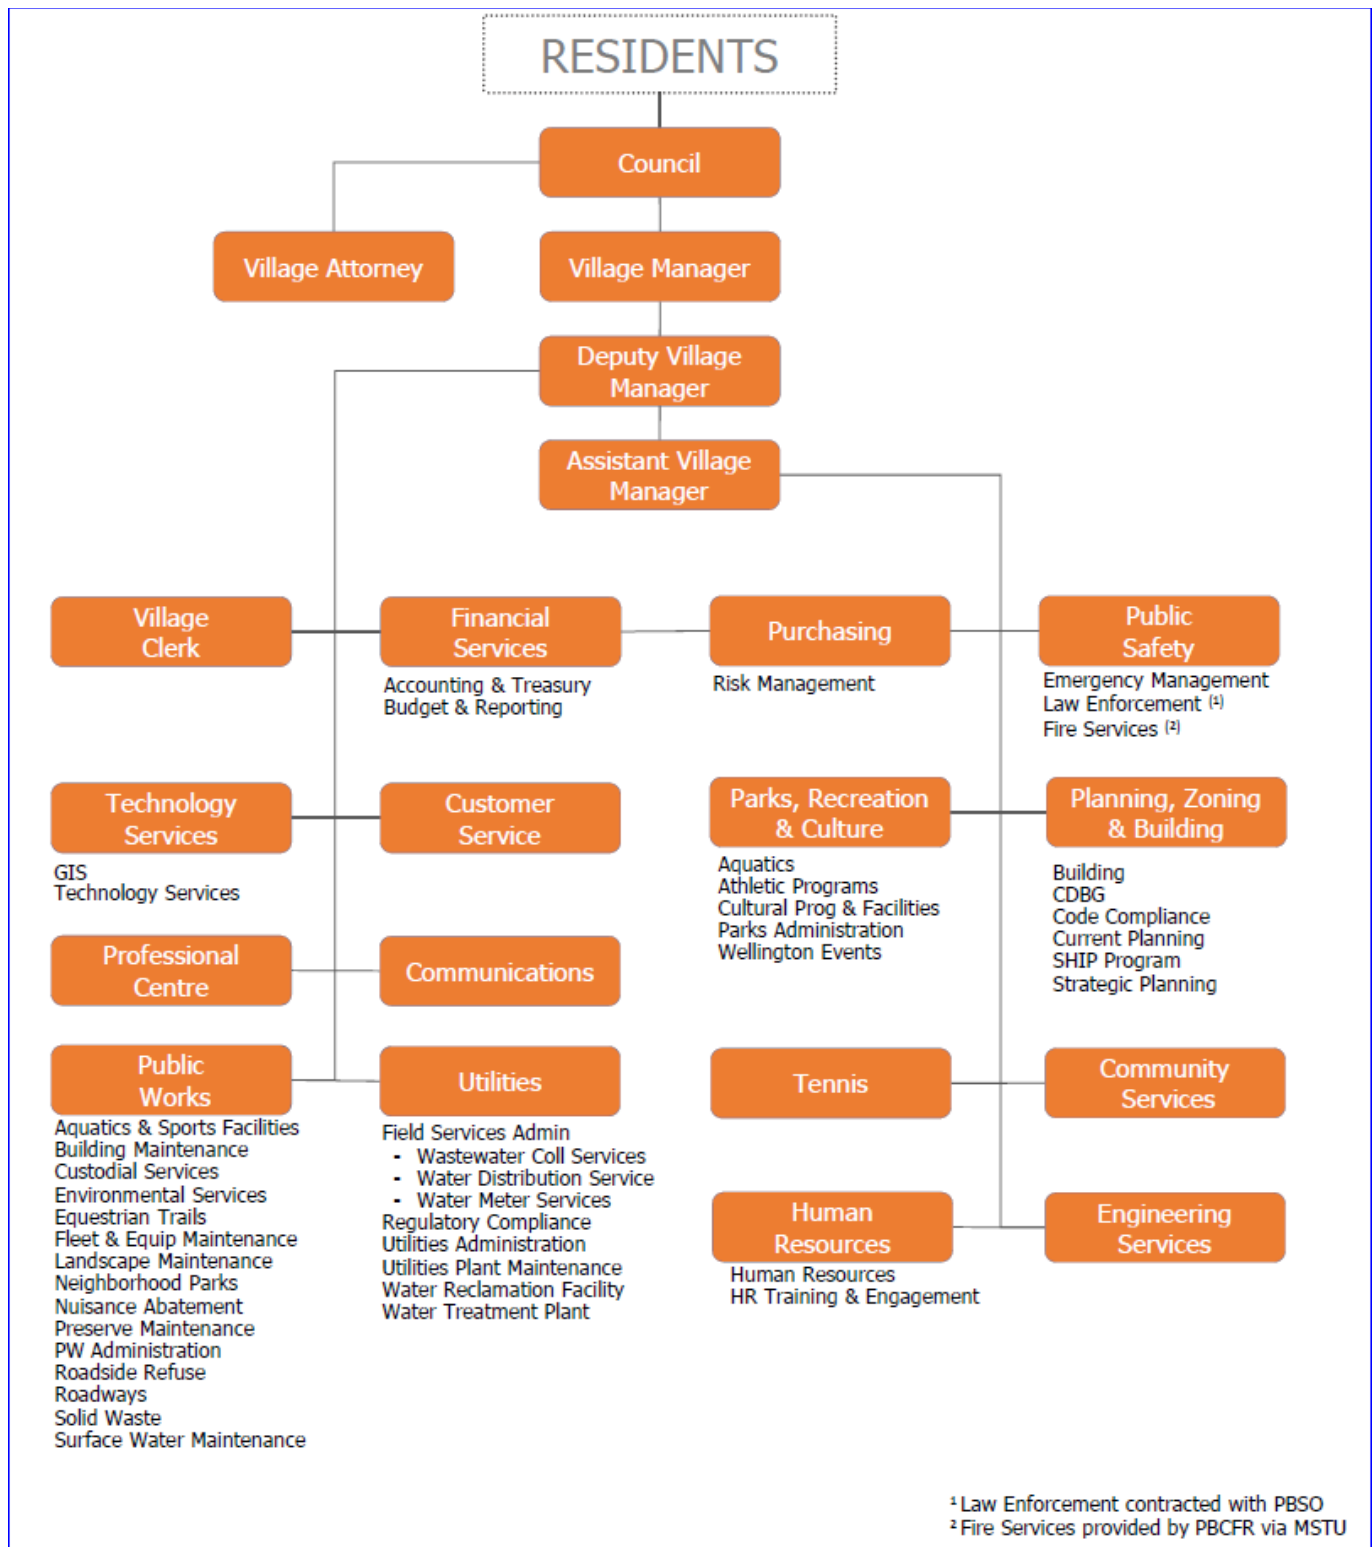 RESIDENTS
Council
Village Attorney
Village Manager
Deputy Village
Manager
Assistant Village
Manager
Village
Clerk
Financial
Services
Accounting & Treasury
Budget & Reporting
Purchasing
Risk Management
Public
Safety
Emergency Management
Law Enforcement (1)
Fire Services (2)
Technology
Services
GIS
Technology Services
Customer
Service
Parks, Recreation
& Culture
Aquatics
Athletic Programs
Cultural Prog & Facilities
Parks Administration
Wellington Events
Planning, Zoning
& Building
Building
CDBG
Code Compliance
Current Planning
SHIP Program
Strategic Planning
Professional
Centre
Communications
Public
Works
Aquatics & Sports Facilities
Building Maintenance
Custodial Services
Environmental Services
Equestrian Trails
Fleet & Equip Maintenance
Landscape Maintenance
Neighborhood Parks
Nuisance Abatement
Preserve Maintenance
PW Administration
Roadside Refuse
Roadways
Solid Waste
Surface Water Maintenance
Utilities
Field Services Admin
- Wastewater Coll Services
- Water Distribution Service
- Water Meter Services
Regulatory Compliance
Utilities Administration
Utilities Plant Maintenance
Water Reclamation Facility
Water Treatment Plant
Tennis
Community
Services
Human
Resources
Human Resources
HR Training & Engagement
Engineering
Services
1 Law Enforcement contracted with PBSO
2 Fire Services provided by PBCFR via MSTU